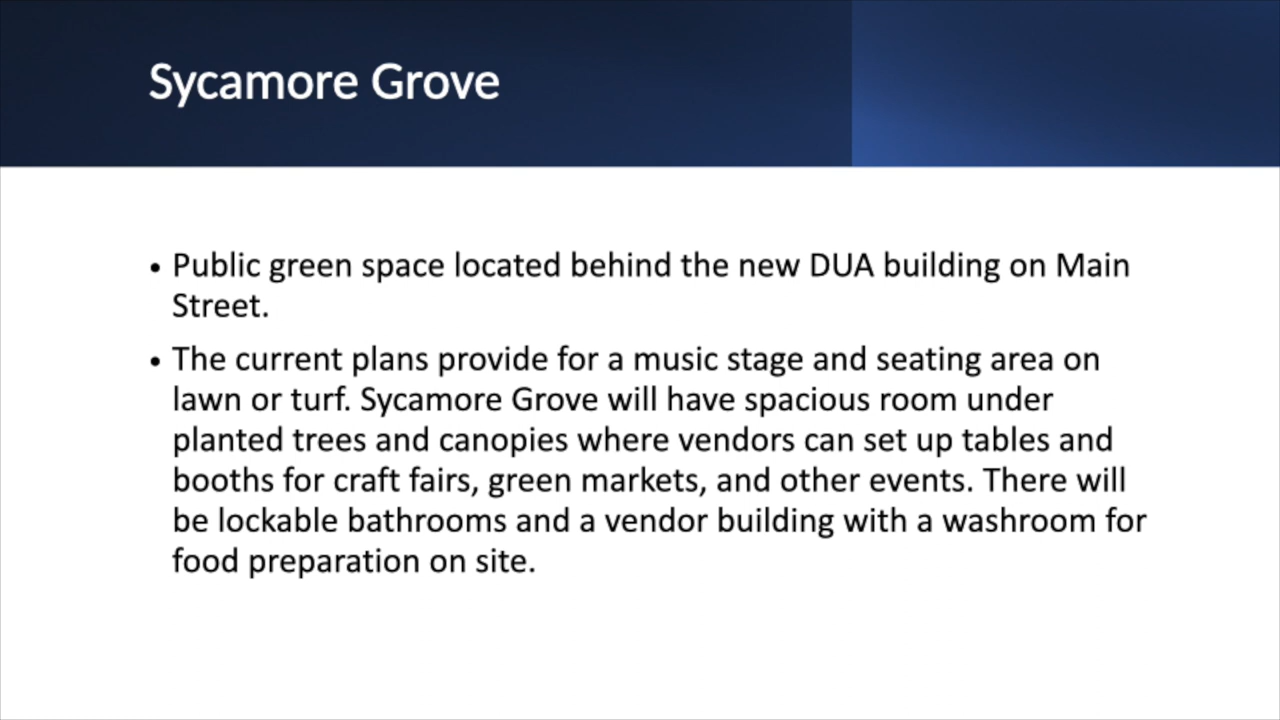 Sycamore Grove
• Public green space located behind the new DUA building on Main
Street.
• The current plans provide for a music stage and seating area on
lawn or turf. Sycamore Grove will have spacious room under
planted trees and canopies where vendors can set up tables and
booths for craft fairs, green markets, and other events. There will
be lockable bathrooms and a vendor building with a washroom for
food preparation on site.